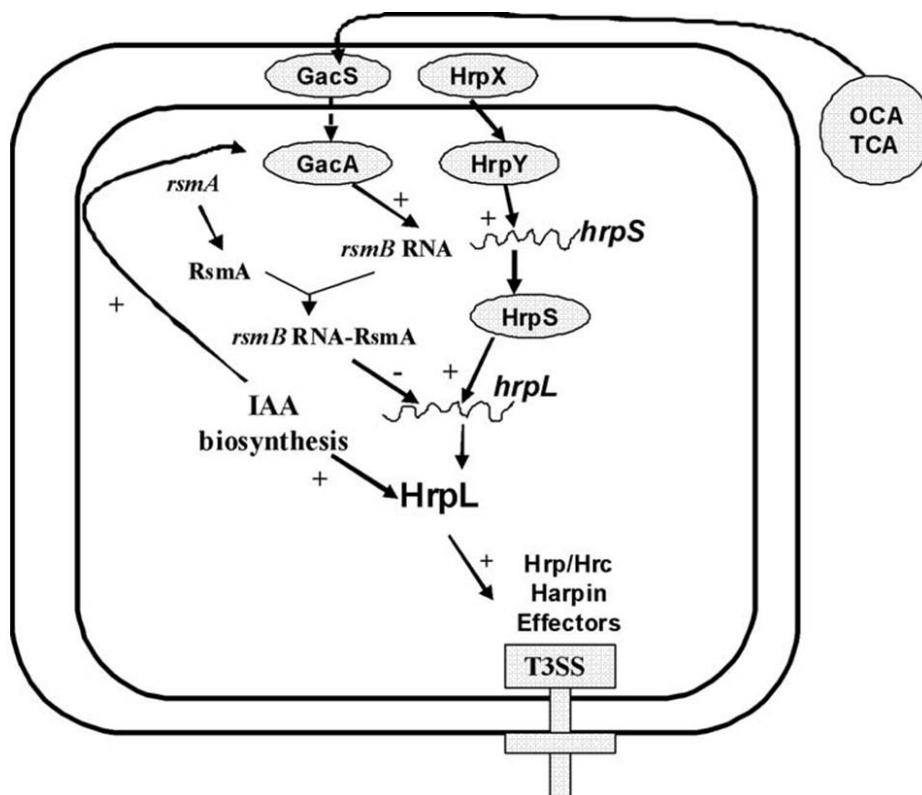 GacS
HrpX
OCA
TCA
GacA
HrpY
rsmA
+
+
hrpS
rsmB RNA
RsmA
+
HrpS
rsmB RNA-RsmA
-
+
hrpL
IAA
biosynthesis
+
HrpL
+
Hrp/Hrc
Harpin
Effectors
T3SS